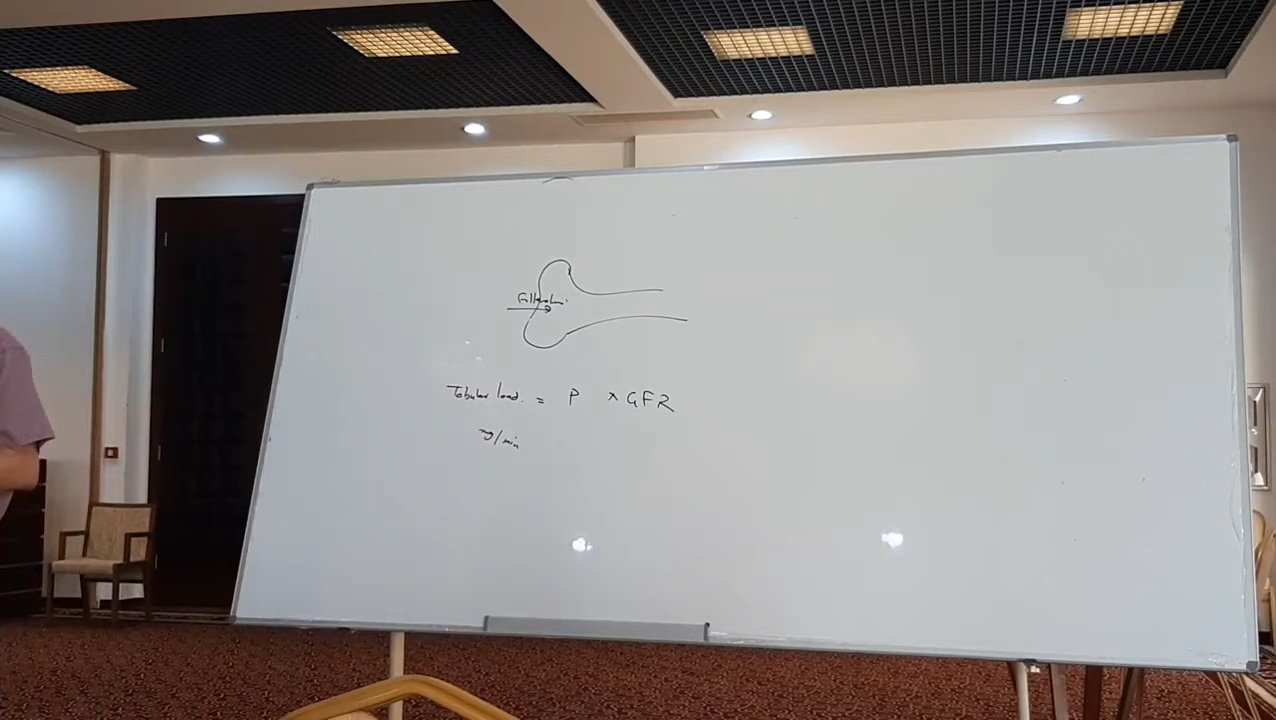 Filtration
Tubular load. = P × GFR
mg/min